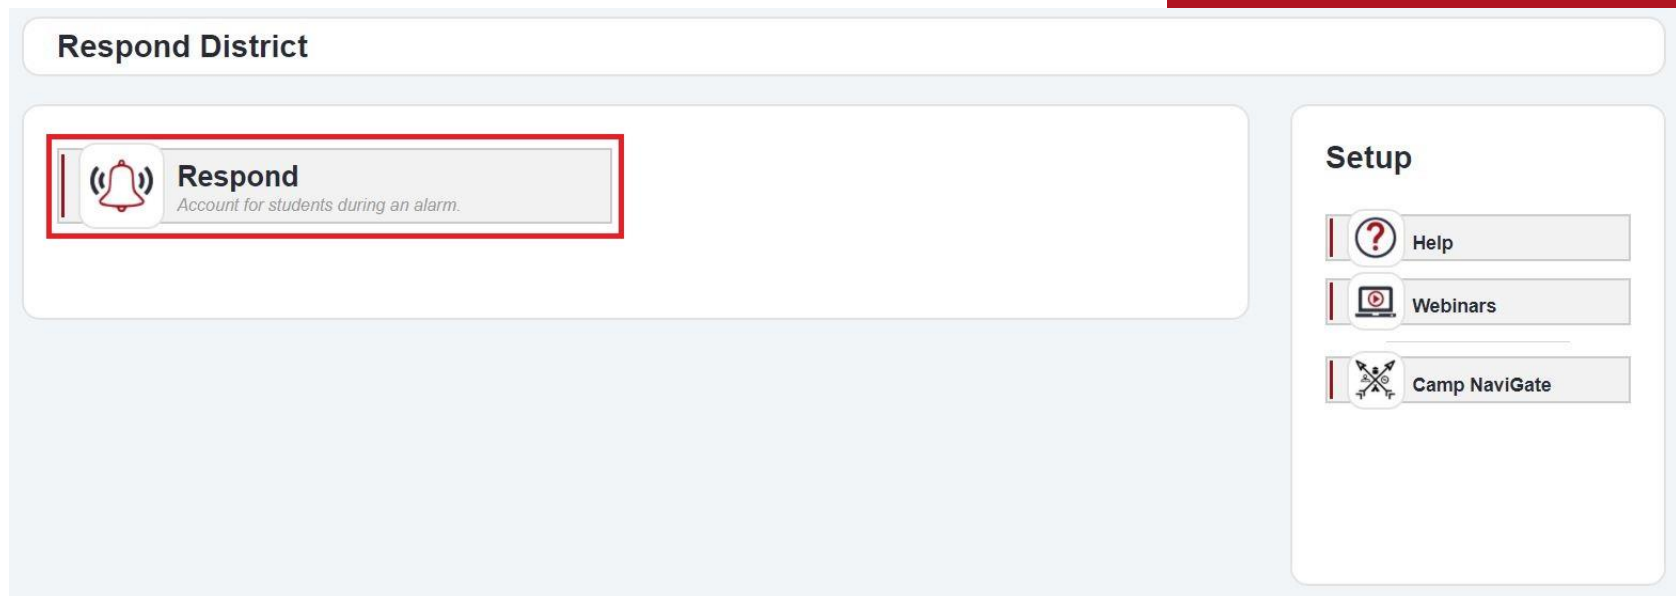 Respond District
Respond
Account for students during an alarm.
Setup
Help
Webinars
Camp NaviGate